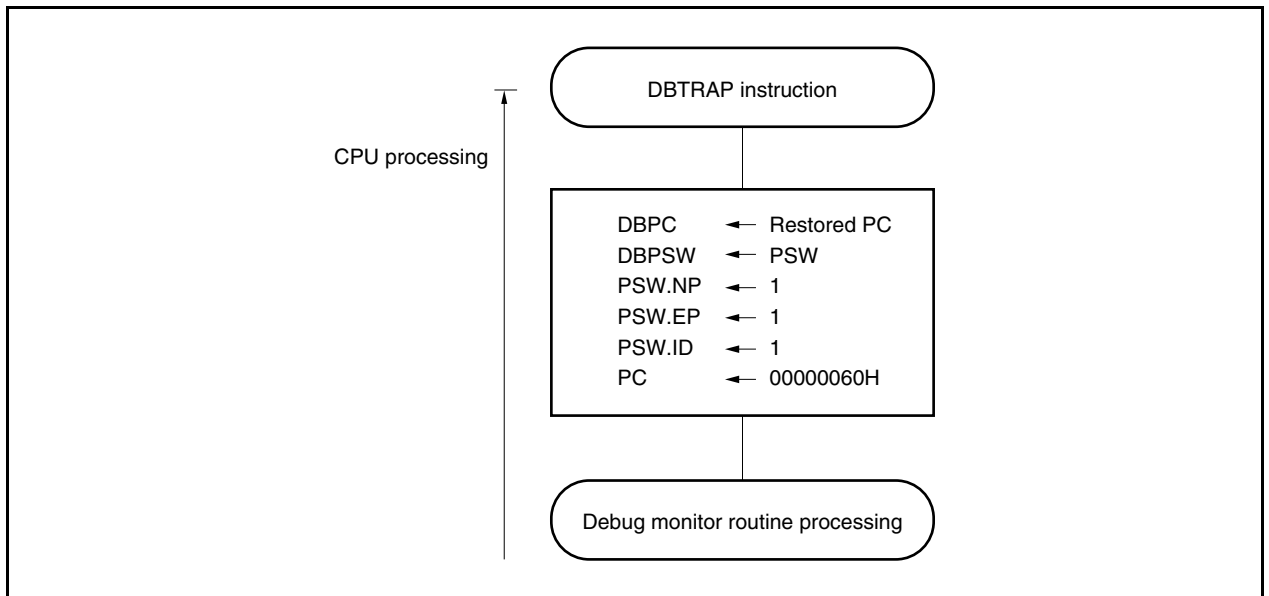 DBTRAP instruction
CPU processing
DBPC ← Restored PC
DBPSW ← PSW
PSW.NP ← 1
PSW.EP ← 1
PSW.ID ← 1
PC ← 00000060H
Debug monitor routine processing